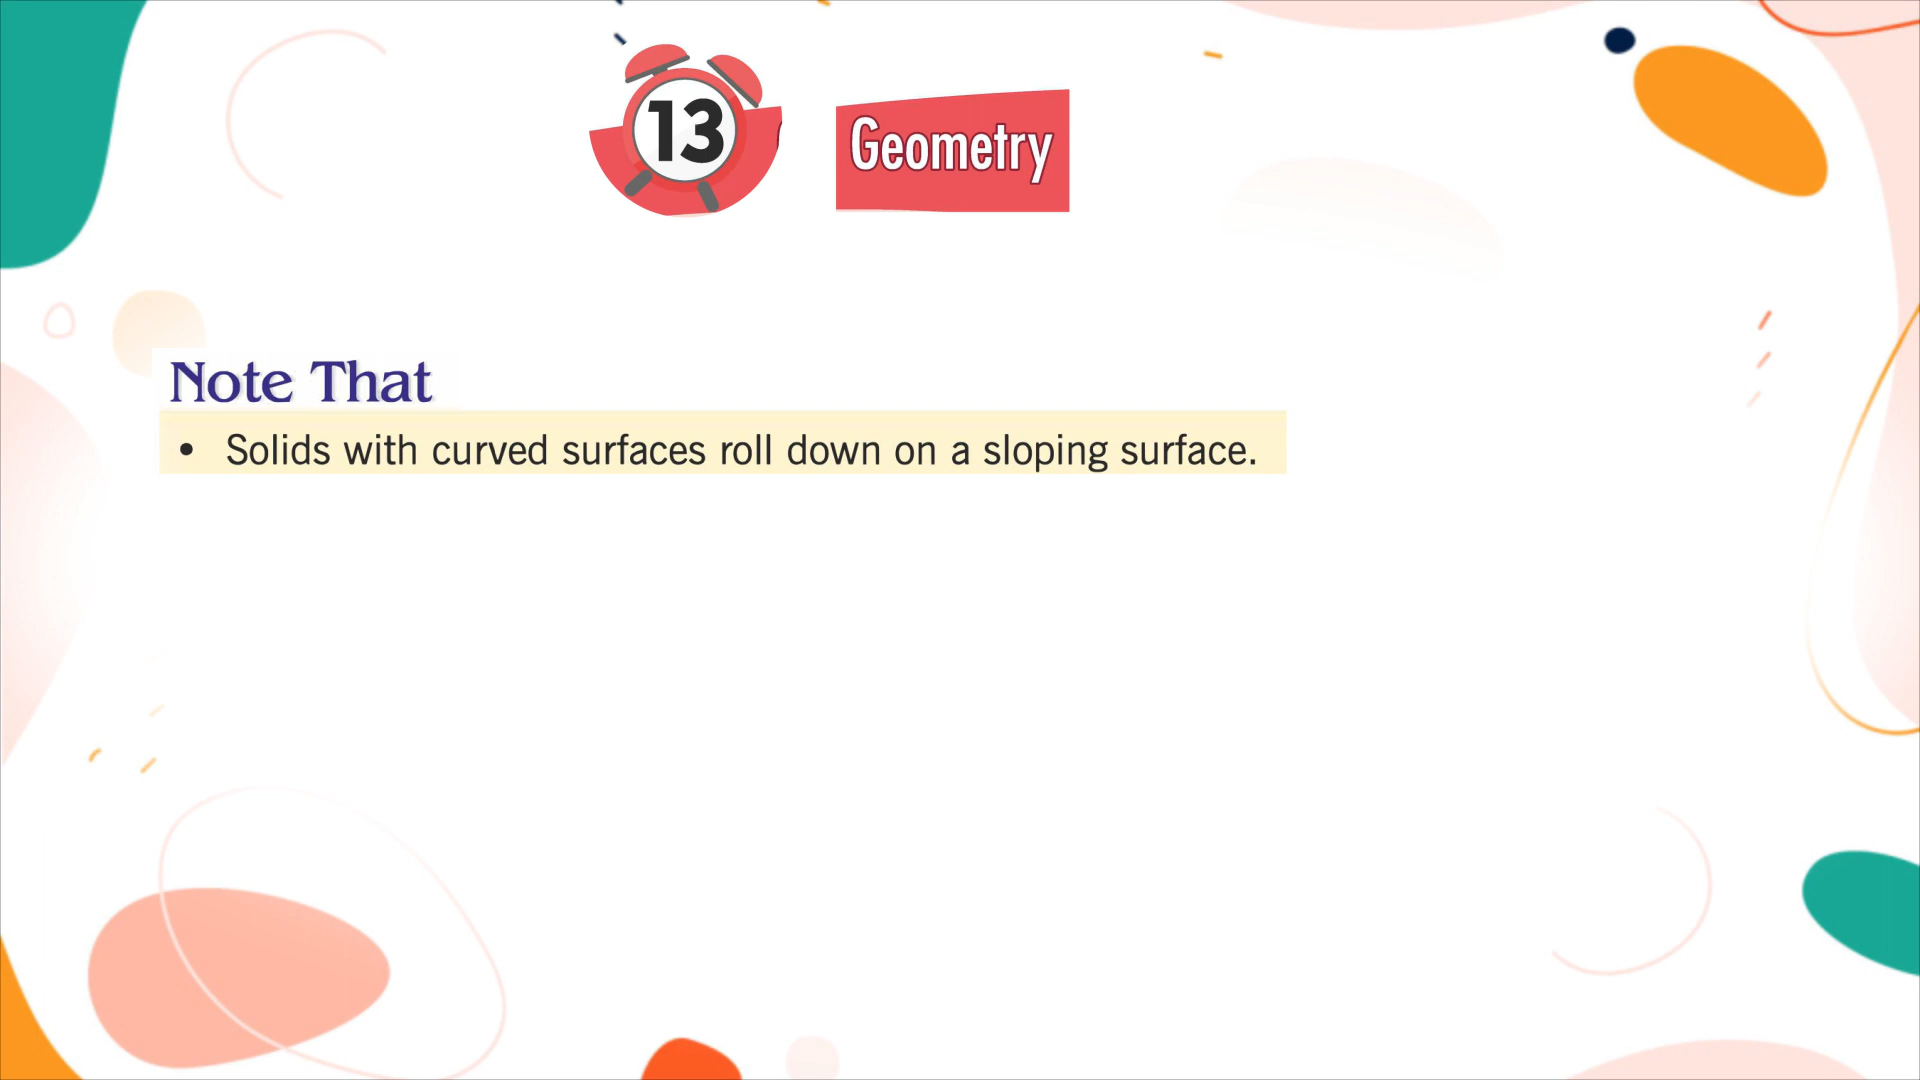 13
Geometry
Note That
• Solids with curved surfaces roll down on a sloping surface.